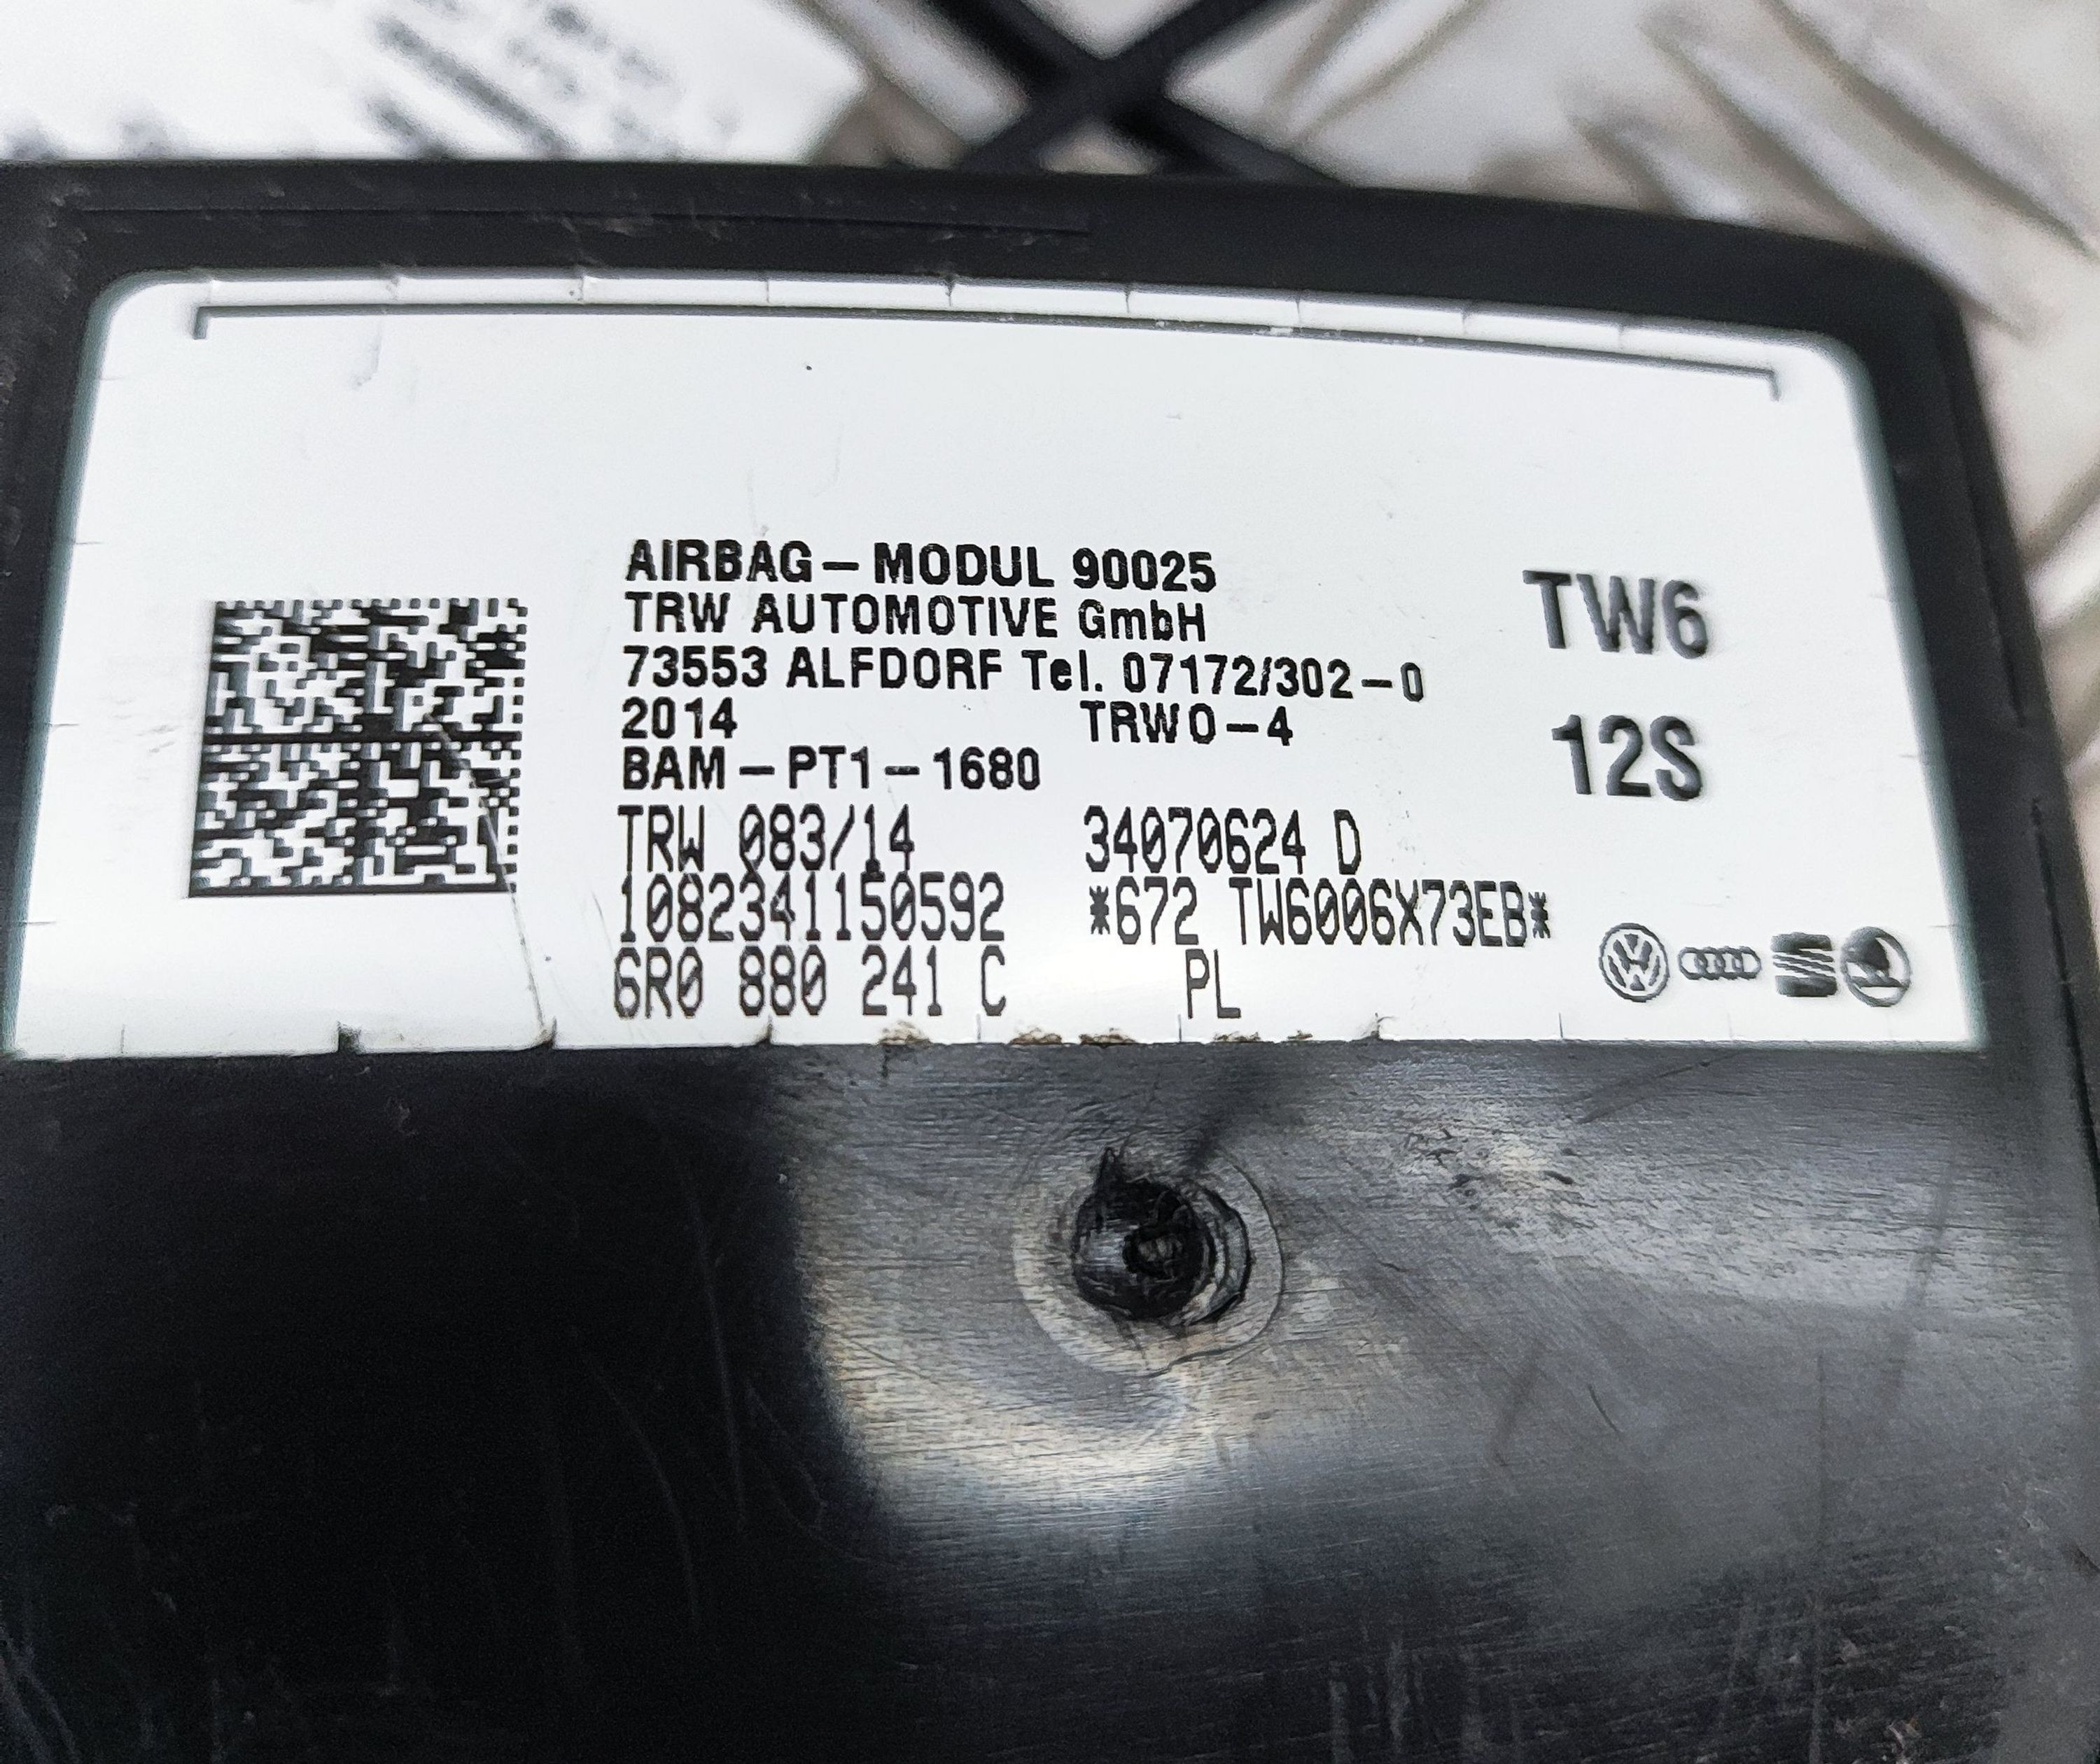 AIRBAG - MODUL 90025
TRW AUTOMOTIVE GmbH
73553 ALFDORF Tel. 07172/302-0
2014 TRWO-4
BAM - PT1 - 1680
TRW 083/14 34070624 D
1082341150592 *672 TW6006X73EB*
6R0 880 241 C PL
TW6
12S